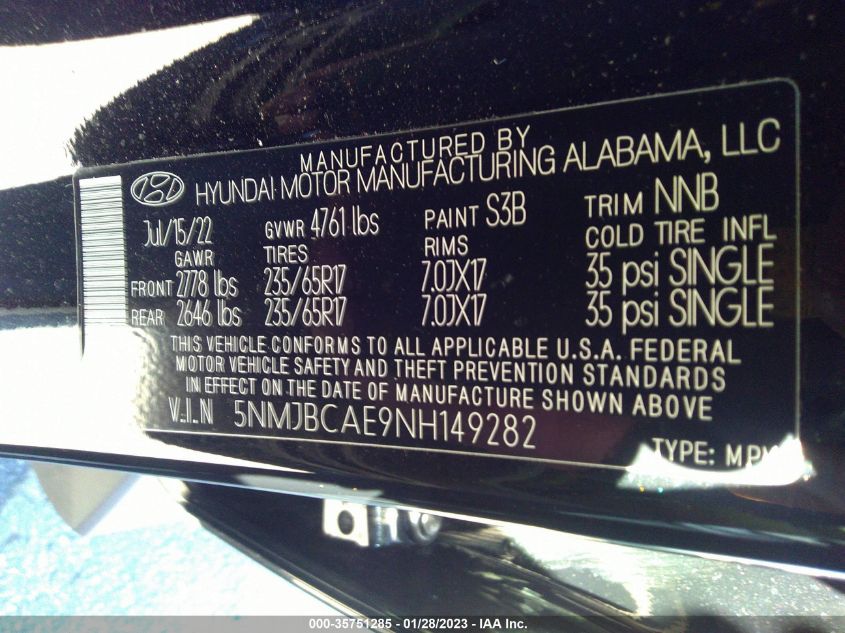 MANUFACTURED BY
HYUNDAI MOTOR MANUFACTURING ALABAMA, LLC
Jul/15/22 GVWR 4761 lbs PAINT S3B TRIM NNB
GAWR TIRES RIMS COLD TIRE INFL
FRONT 2778 lbs 235/65R17 7.0JX17 35 psi SINGLE
REAR 2646 lbs 235/65R17 7.0JX17 35 psi SINGLE
THIS VEHICLE CONFORMS TO ALL APPLICABLE U.S.A. FEDERAL
MOTOR VEHICLE SAFETY AND THEFT PREVENTION STANDARDS
IN EFFECT ON THE DATE OF MANUFACTURE SHOWN ABOVE
V.I.N 5NMJBCAE9NH149282
TYPE: MPV
000-35751285 - 01/28/2023 - IAA Inc.